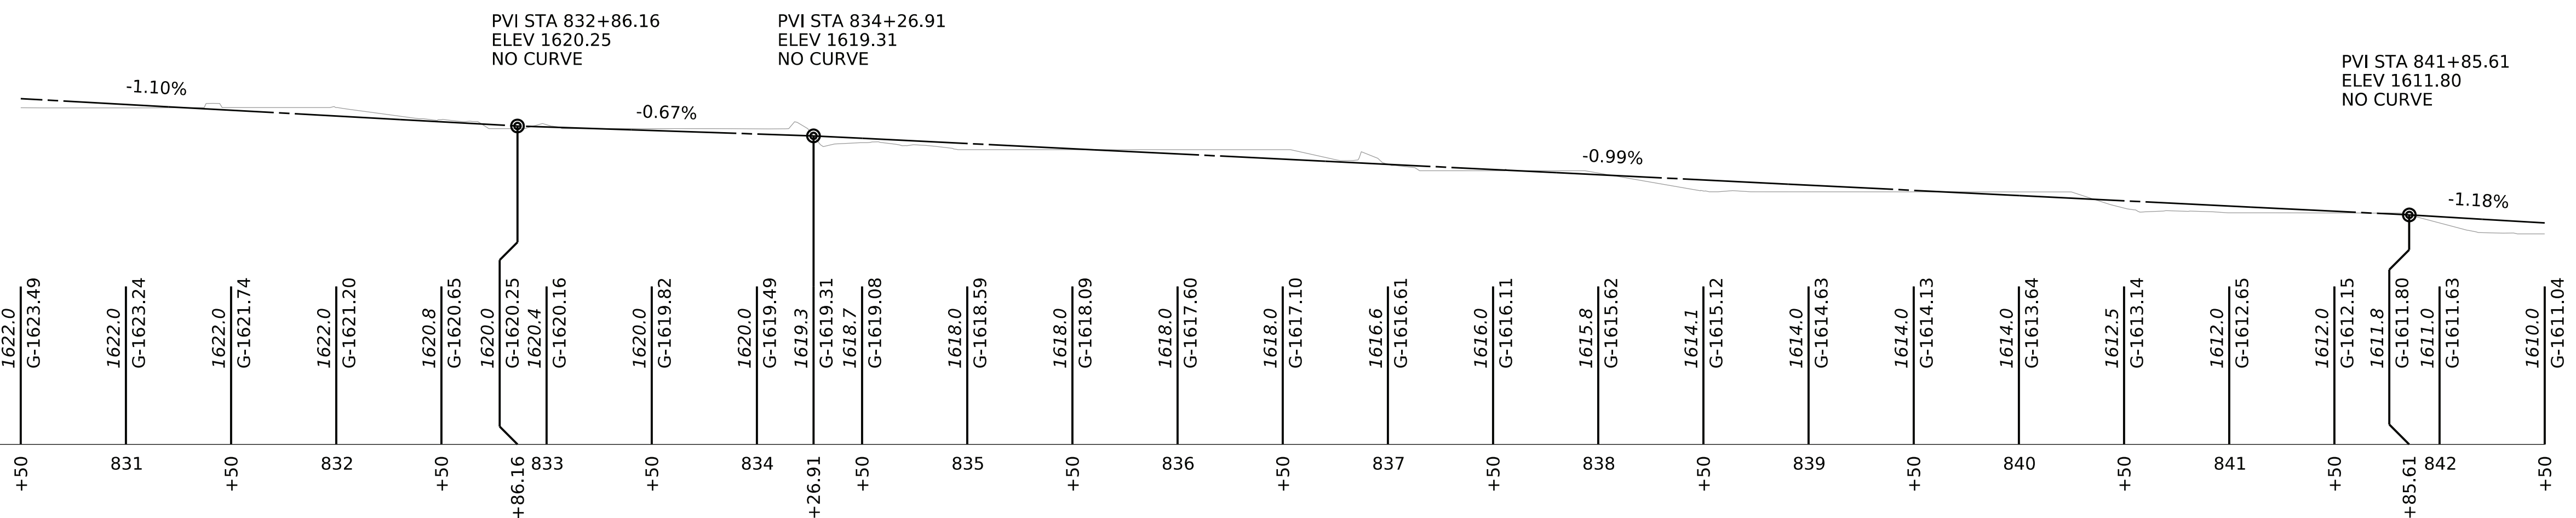 PVI STA 832+86.16
ELEV 1620.25
NO CURVE
PVI STA 834+26.91
ELEV 1619.31
NO CURVE
PVI STA 841+85.61
ELEV 1611.80
NO CURVE
-1.10%
-0.67%
-0.99%
-1.18%
1622.0
G-1623.49
1622.0
G-1623.24
1622.0
G-1621.74
1622.0
G-1621.20
1620.8
G-1620.65
1620.0
G-1620.25
1620.4
G-1620.16
1620.0
G-1619.82
1620.0
G-1619.49
1619.3
G-1619.31
1618.7
G-1619.08
1618.0
G-1618.59
1618.0
G-1618.09
1618.0
G-1617.60
1618.0
G-1617.10
1616.6
G-1616.61
1616.0
G-1616.11
1615.8
G-1615.62
1614.1
G-1615.12
1614.0
G-1614.63
1614.0
G-1614.13
1614.0
G-1613.64
1612.5
G-1613.14
1612.0
G-1612.65
1612.0
G-1612.15
1611.8
G-1611.80
1611.0
G-1611.63
1610.0
G-1611.04
+50
831
+50
832
+50
+86.16
833
+50
834
+26.91
+50
835
+50
836
+50
837
+50
838
+50
839
+50
840
+50
841
+50
+85.61
842
+50